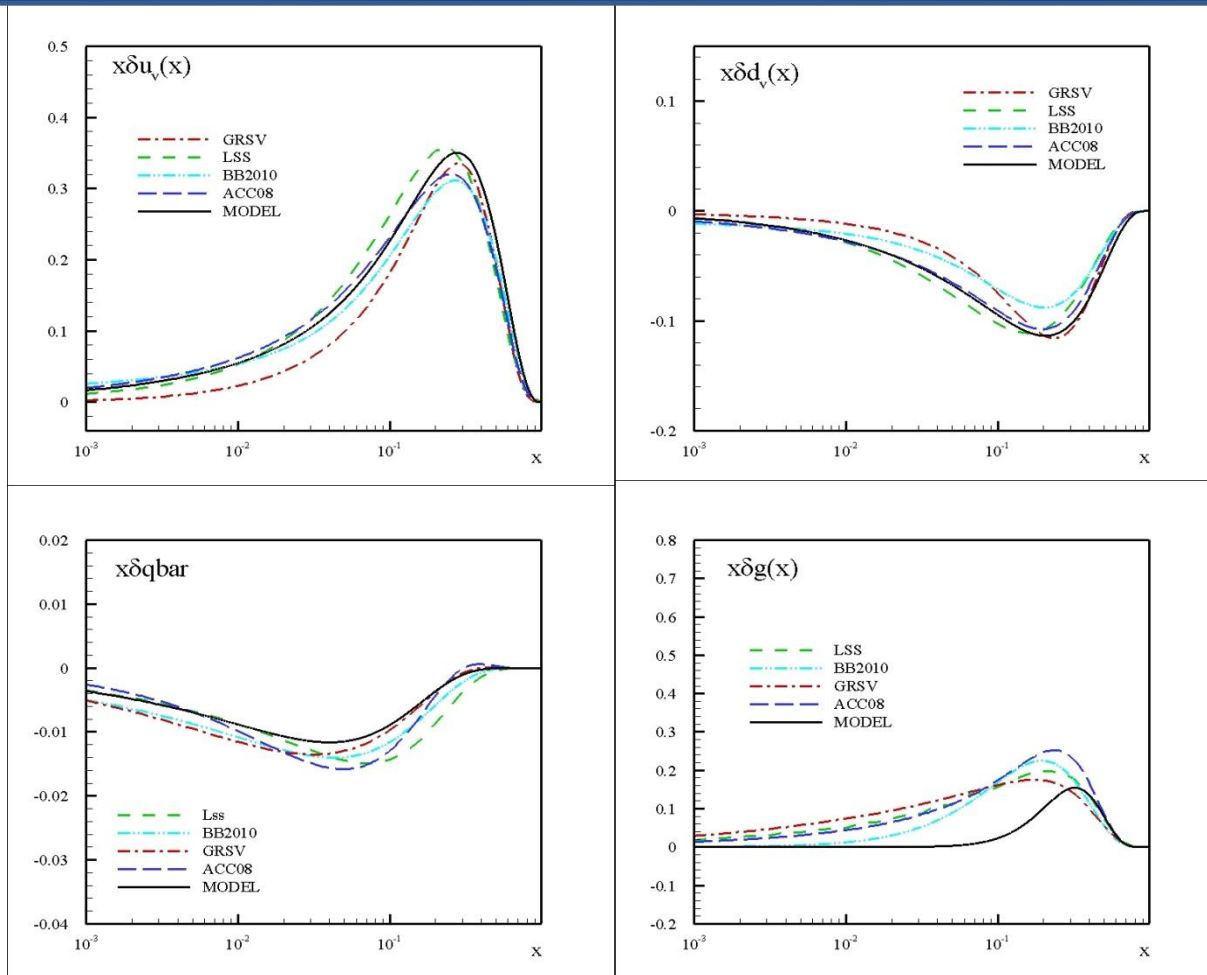 0.5
xδu_v(x)
0.4
GRSV
LSS
0.3
BB2010
ACC08
MODEL
0.2
0.1
0
10⁻³
10⁻²
10⁻¹
x
xδd_v(x)
0.1
GRSV
LSS
BB2010
ACC08
MODEL
0
-0.1
-0.2
10⁻³
10⁻²
10⁻¹
x
0.02
xδqbar
0.01
0
-0.01
-0.02
Lss
BB2010
-0.03
GRSV
ACC08
MODEL
-0.04
10⁻³
10⁻²
10⁻¹
x
0.8
xδg(x)
0.7
0.6
0.5
LSS
BB2010
0.4
GRSV
ACC08
0.3
MODEL
0.2
0.1
0
-0.1
-0.2
10⁻³
10⁻²
10⁻¹
x